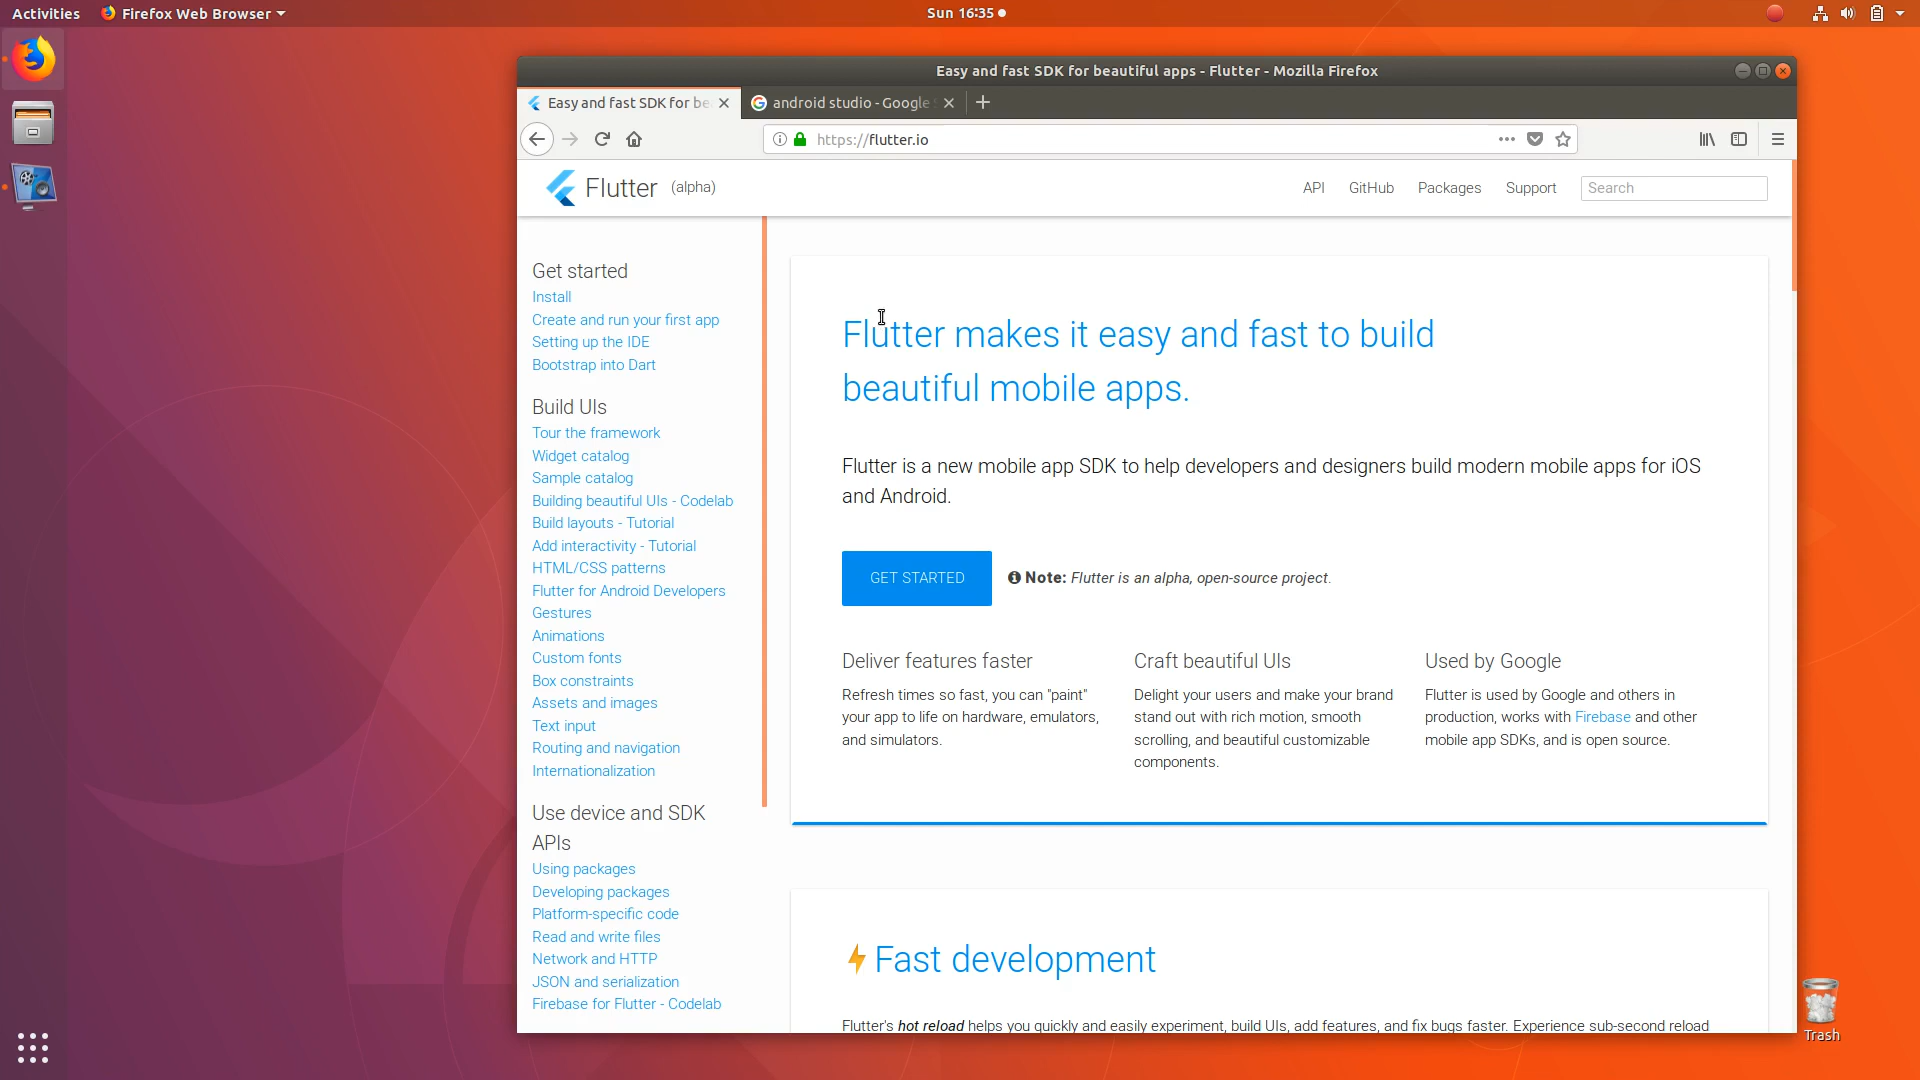 Activities
Firefox Web Browser
Sun 16:35
Easy and fast SDK for beautiful apps - Flutter - Mozilla Firefox
Easy and fast SDK for be
android studio - Google
https://flutter.io
Flutter (alpha)
API
GitHub
Packages
Support
Search
Get started
Install
Create and run your first app
Setting up the IDE
Bootstrap into Dart
Build UIs
Tour the framework
Widget catalog
Sample catalog
Building beautiful UIs - Codelab
Build layouts - Tutorial
Add interactivity - Tutorial
HTML/CSS patterns
Flutter for Android Developers
Gestures
Animations
Custom fonts
Box constraints
Assets and images
Text input
Routing and navigation
Internationalization
Use device and SDK
APIs
Using packages
Developing packages
Platform-specific code
Read and write files
Network and HTTP
JSON and serialization
Firebase for Flutter - Codelab
Flutter makes it easy and fast to build
beautiful mobile apps.
Flutter is a new mobile app SDK to help developers and designers build modern mobile apps for iOS
and Android.
GET STARTED
Note: Flutter is an alpha, open-source project.
Deliver features faster
Refresh times so fast, you can "paint"
your app to life on hardware, emulators,
and simulators.
Craft beautiful UIs
Delight your users and make your brand
stand out with rich motion, smooth
scrolling, and beautiful customizable
components.
Used by Google
Flutter is used by Google and others in
production, works with Firebase and other
mobile app SDKs, and is open source.
Fast development
Flutter's hot reload helps you quickly and easily experiment, build UIs, add features, and fix bugs faster. Experience sub-second reload
Trash